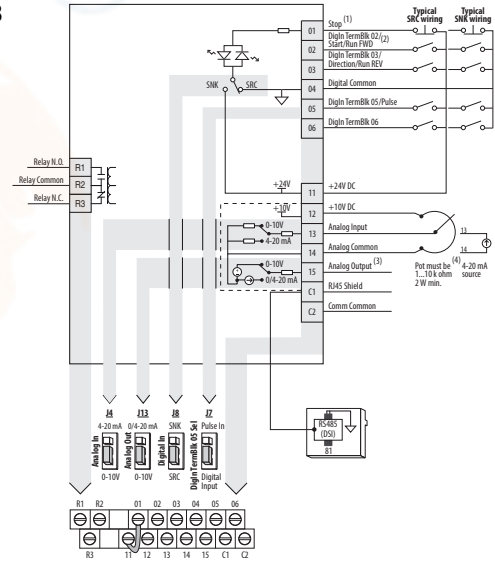 3
Typical
SRC wiring
Typical
SNK wiring
01 Stop (1)
02 DigIn TermBlk 02/
Start/Run FWD (2)
03 DigIn TermBlk 03/
Direction/Run REV
SNK SRC
04 Digital Common
05 DigIn TermBlk 05/Pulse
06 DigIn TermBlk 06
Relay N.O. R1
Relay Common R2
Relay N.C. R3
+24V 11 +24V DC
+10V 12 +10V DC
0-10V
4-20 mA
13 Analog Input
14 Analog Common
0-10V
0/4-20 mA
15 Analog Output (3)
C1 RJ45 Shield
C2 Comm Common
13
14
Pot must be
1...10 k ohm
2 W min.
(4)
4-20 mA
source
J4 J13 J8 J7
4-20 mA 0/4-20 mA SNK Pulse In
Analog In
Analog Out
Digital In
DigIn TermBlk 05 Sel
0-10V 0-10V SRC Digital
Input
RS485
(DSI)
81
R1 R2 01 02 03 04 05 06
R3 11 12 13 14 15 C1 C2